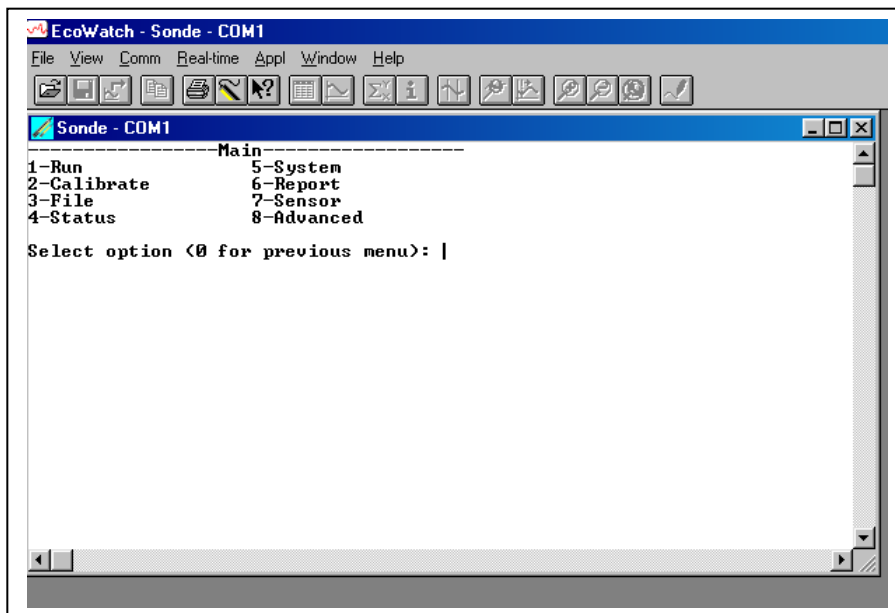 EcoWatch - Sonde - COM1
File View Comm Real-time Appl Window Help
Sonde - COM1
-----------------Main------------------
1-Run 5-System
2-Calibrate 6-Report
3-File 7-Sensor
4-Status 8-Advanced
Select option (0 for previous menu): |